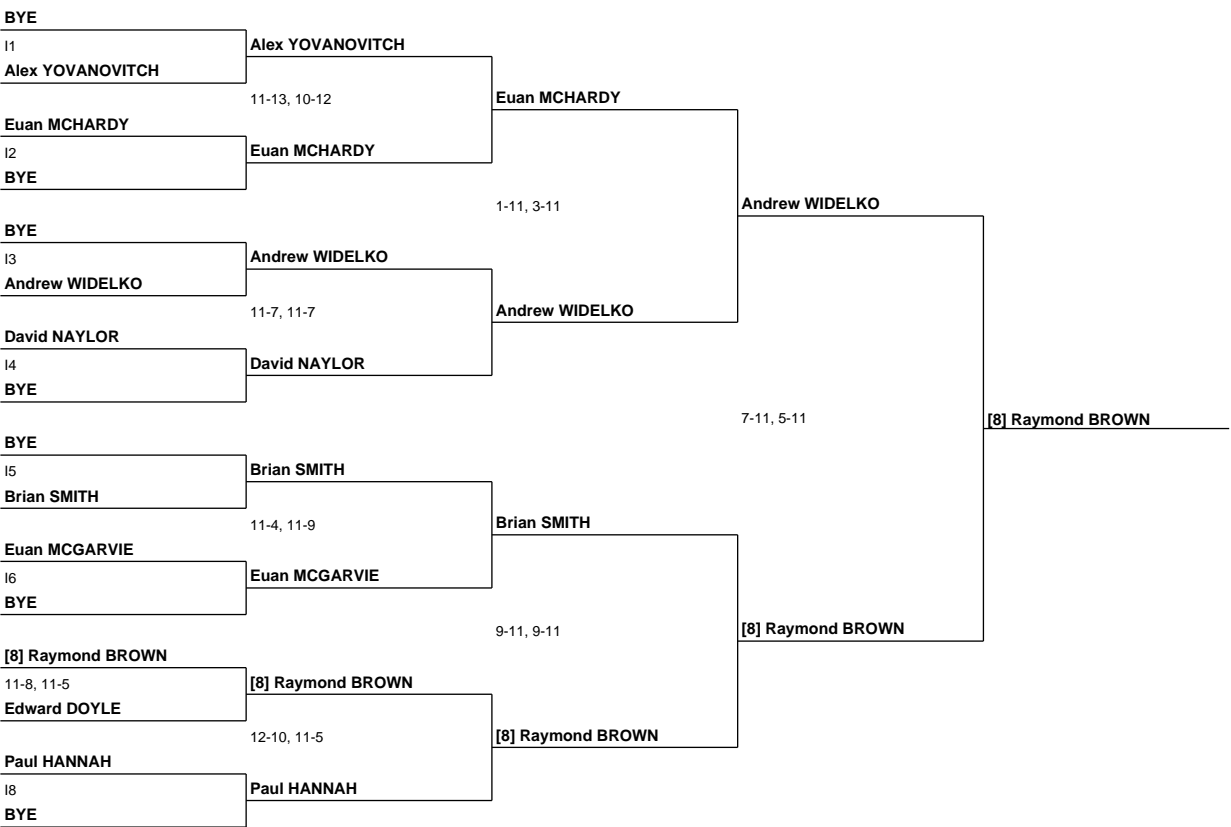 BYE
I1
Alex YOVANOVITCH
Alex YOVANOVITCH
11-13, 10-12
Euan MCHARDY
Euan MCHARDY
I2
Euan MCHARDY
BYE
1-11, 3-11
Andrew WIDELKO
BYE
I3
Andrew WIDELKO
Andrew WIDELKO
11-7, 11-7
Andrew WIDELKO
David NAYLOR
I4
David NAYLOR
BYE
7-11, 5-11
[8] Raymond BROWN
BYE
I5
Brian SMITH
Brian SMITH
11-4, 11-9
Brian SMITH
Euan MCGARVIE
I6
Euan MCGARVIE
BYE
9-11, 9-11
[8] Raymond BROWN
[8] Raymond BROWN
11-8, 11-5
[8] Raymond BROWN
Edward DOYLE
12-10, 11-5
[8] Raymond BROWN
Paul HANNAH
I8
Paul HANNAH
BYE